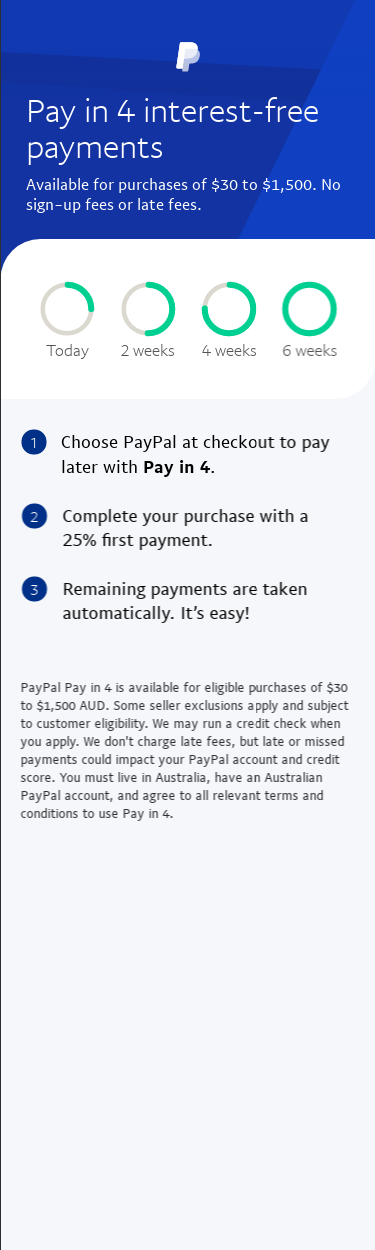 Pay in 4 interest-free
payments
Available for purchases of $30 to $1,500. No
sign-up fees or late fees.
Today
2 weeks
4 weeks
6 weeks
1
Choose PayPal at checkout to pay
later with Pay in 4.
2
Complete your purchase with a
25% first payment.
3
Remaining payments are taken
automatically. It’s easy!
PayPal Pay in 4 is available for eligible purchases of $30
to $1,500 AUD. Some seller exclusions apply and subject
to customer eligibility. We may run a credit check when
you apply. We don't charge late fees, but late or missed
payments could impact your PayPal account and credit
score. You must live in Australia, have an Australian
PayPal account, and agree to all relevant terms and
conditions to use Pay in 4.